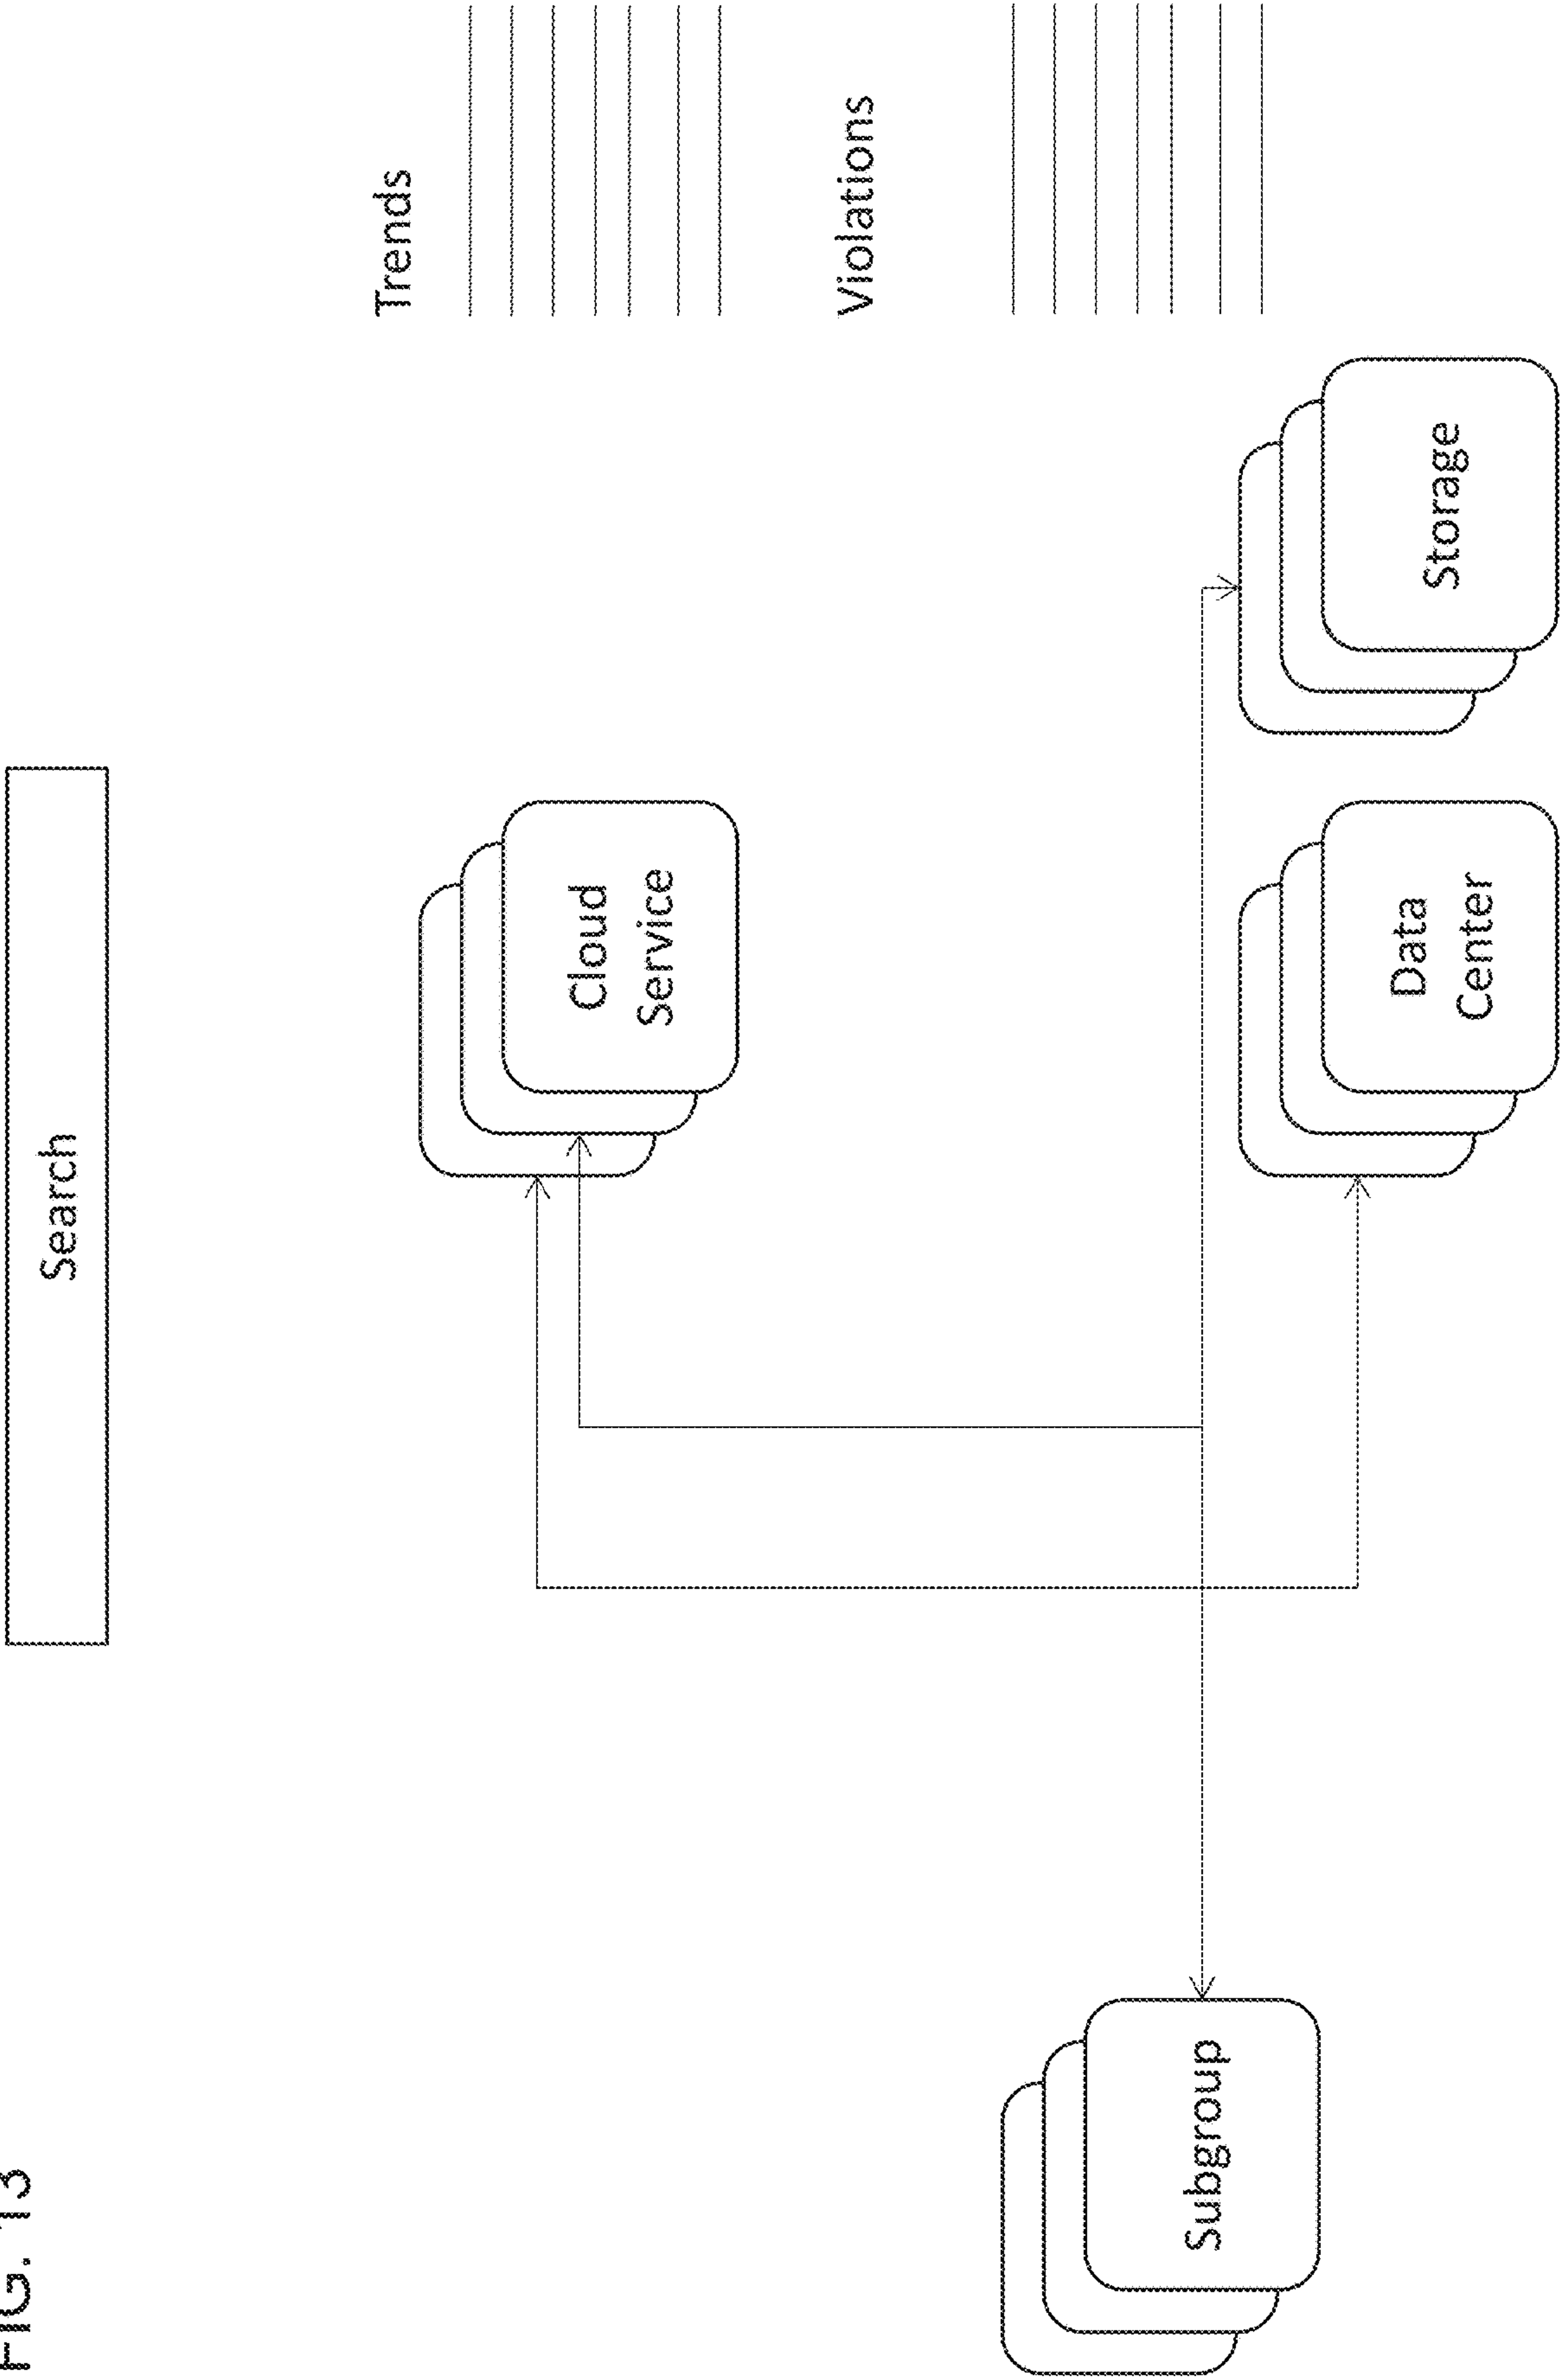 FIG. 13
Search
Trends
Cloud
Service
Violations
Subgroup
Data
Center
Storage